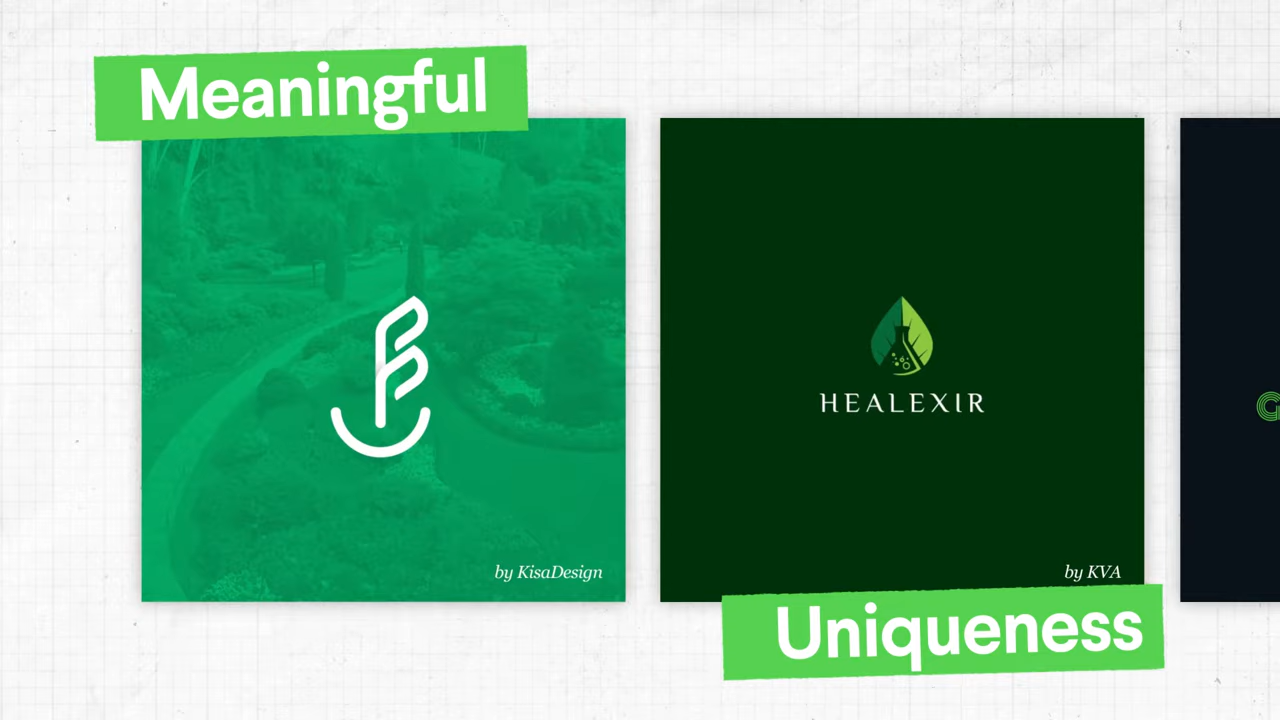 Meaningful
HEALEXIR
by KisaDesign
by KVA
Uniqueness